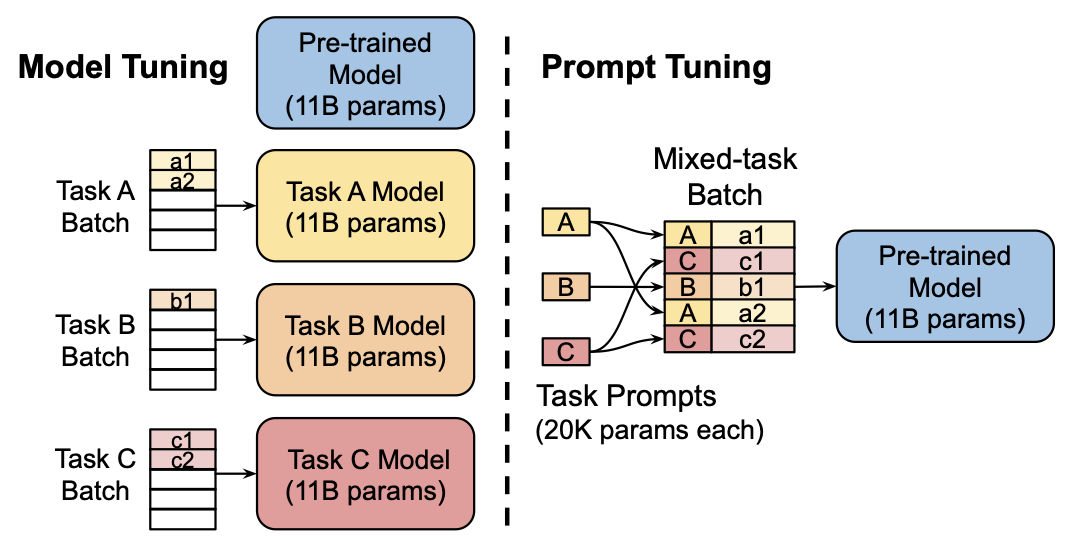 Model Tuning
Pre-trained
Model
(11B params)
Task A
Batch
a1
a2
Task A Model
(11B params)
Task B
Batch
b1
Task B Model
(11B params)
Task C
Batch
c1
c2
Task C Model
(11B params)
Prompt Tuning
Mixed-task
Batch
A
B
C
A a1
C c1
B b1
A a2
C c2
Task Prompts
(20K params each)
Pre-trained
Model
(11B params)